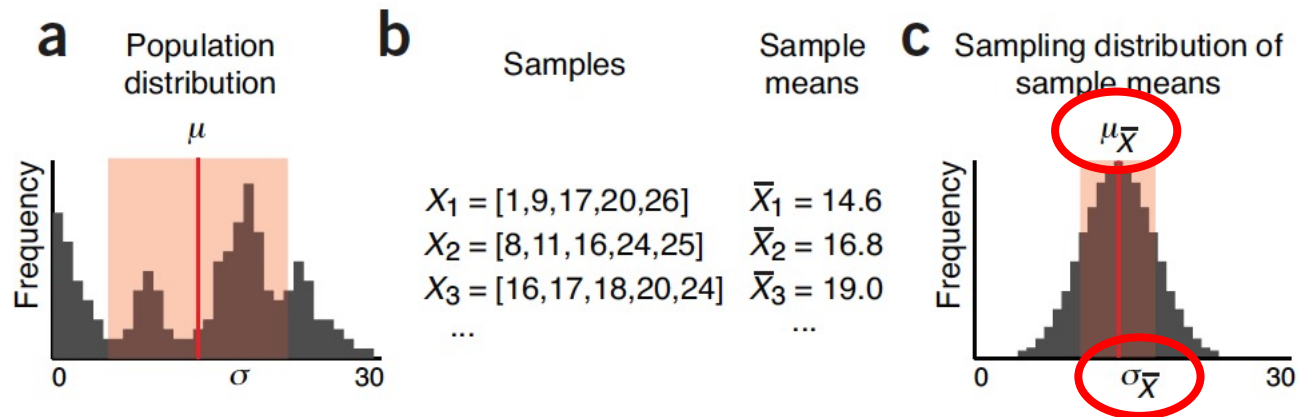 a
Population
distribution
μ
Frequency
0
σ
30
b
Samples
Sample
means
X₁ = [1,9,17,20,26]
X̅₁ = 14.6
X₂ = [8,11,16,24,25]
X̅₂ = 16.8
X₃ = [16,17,18,20,24]
X̅₃ = 19.0
...
...
c
Sampling distribution of
sample means
μX̅
Frequency
0
σX̅
30